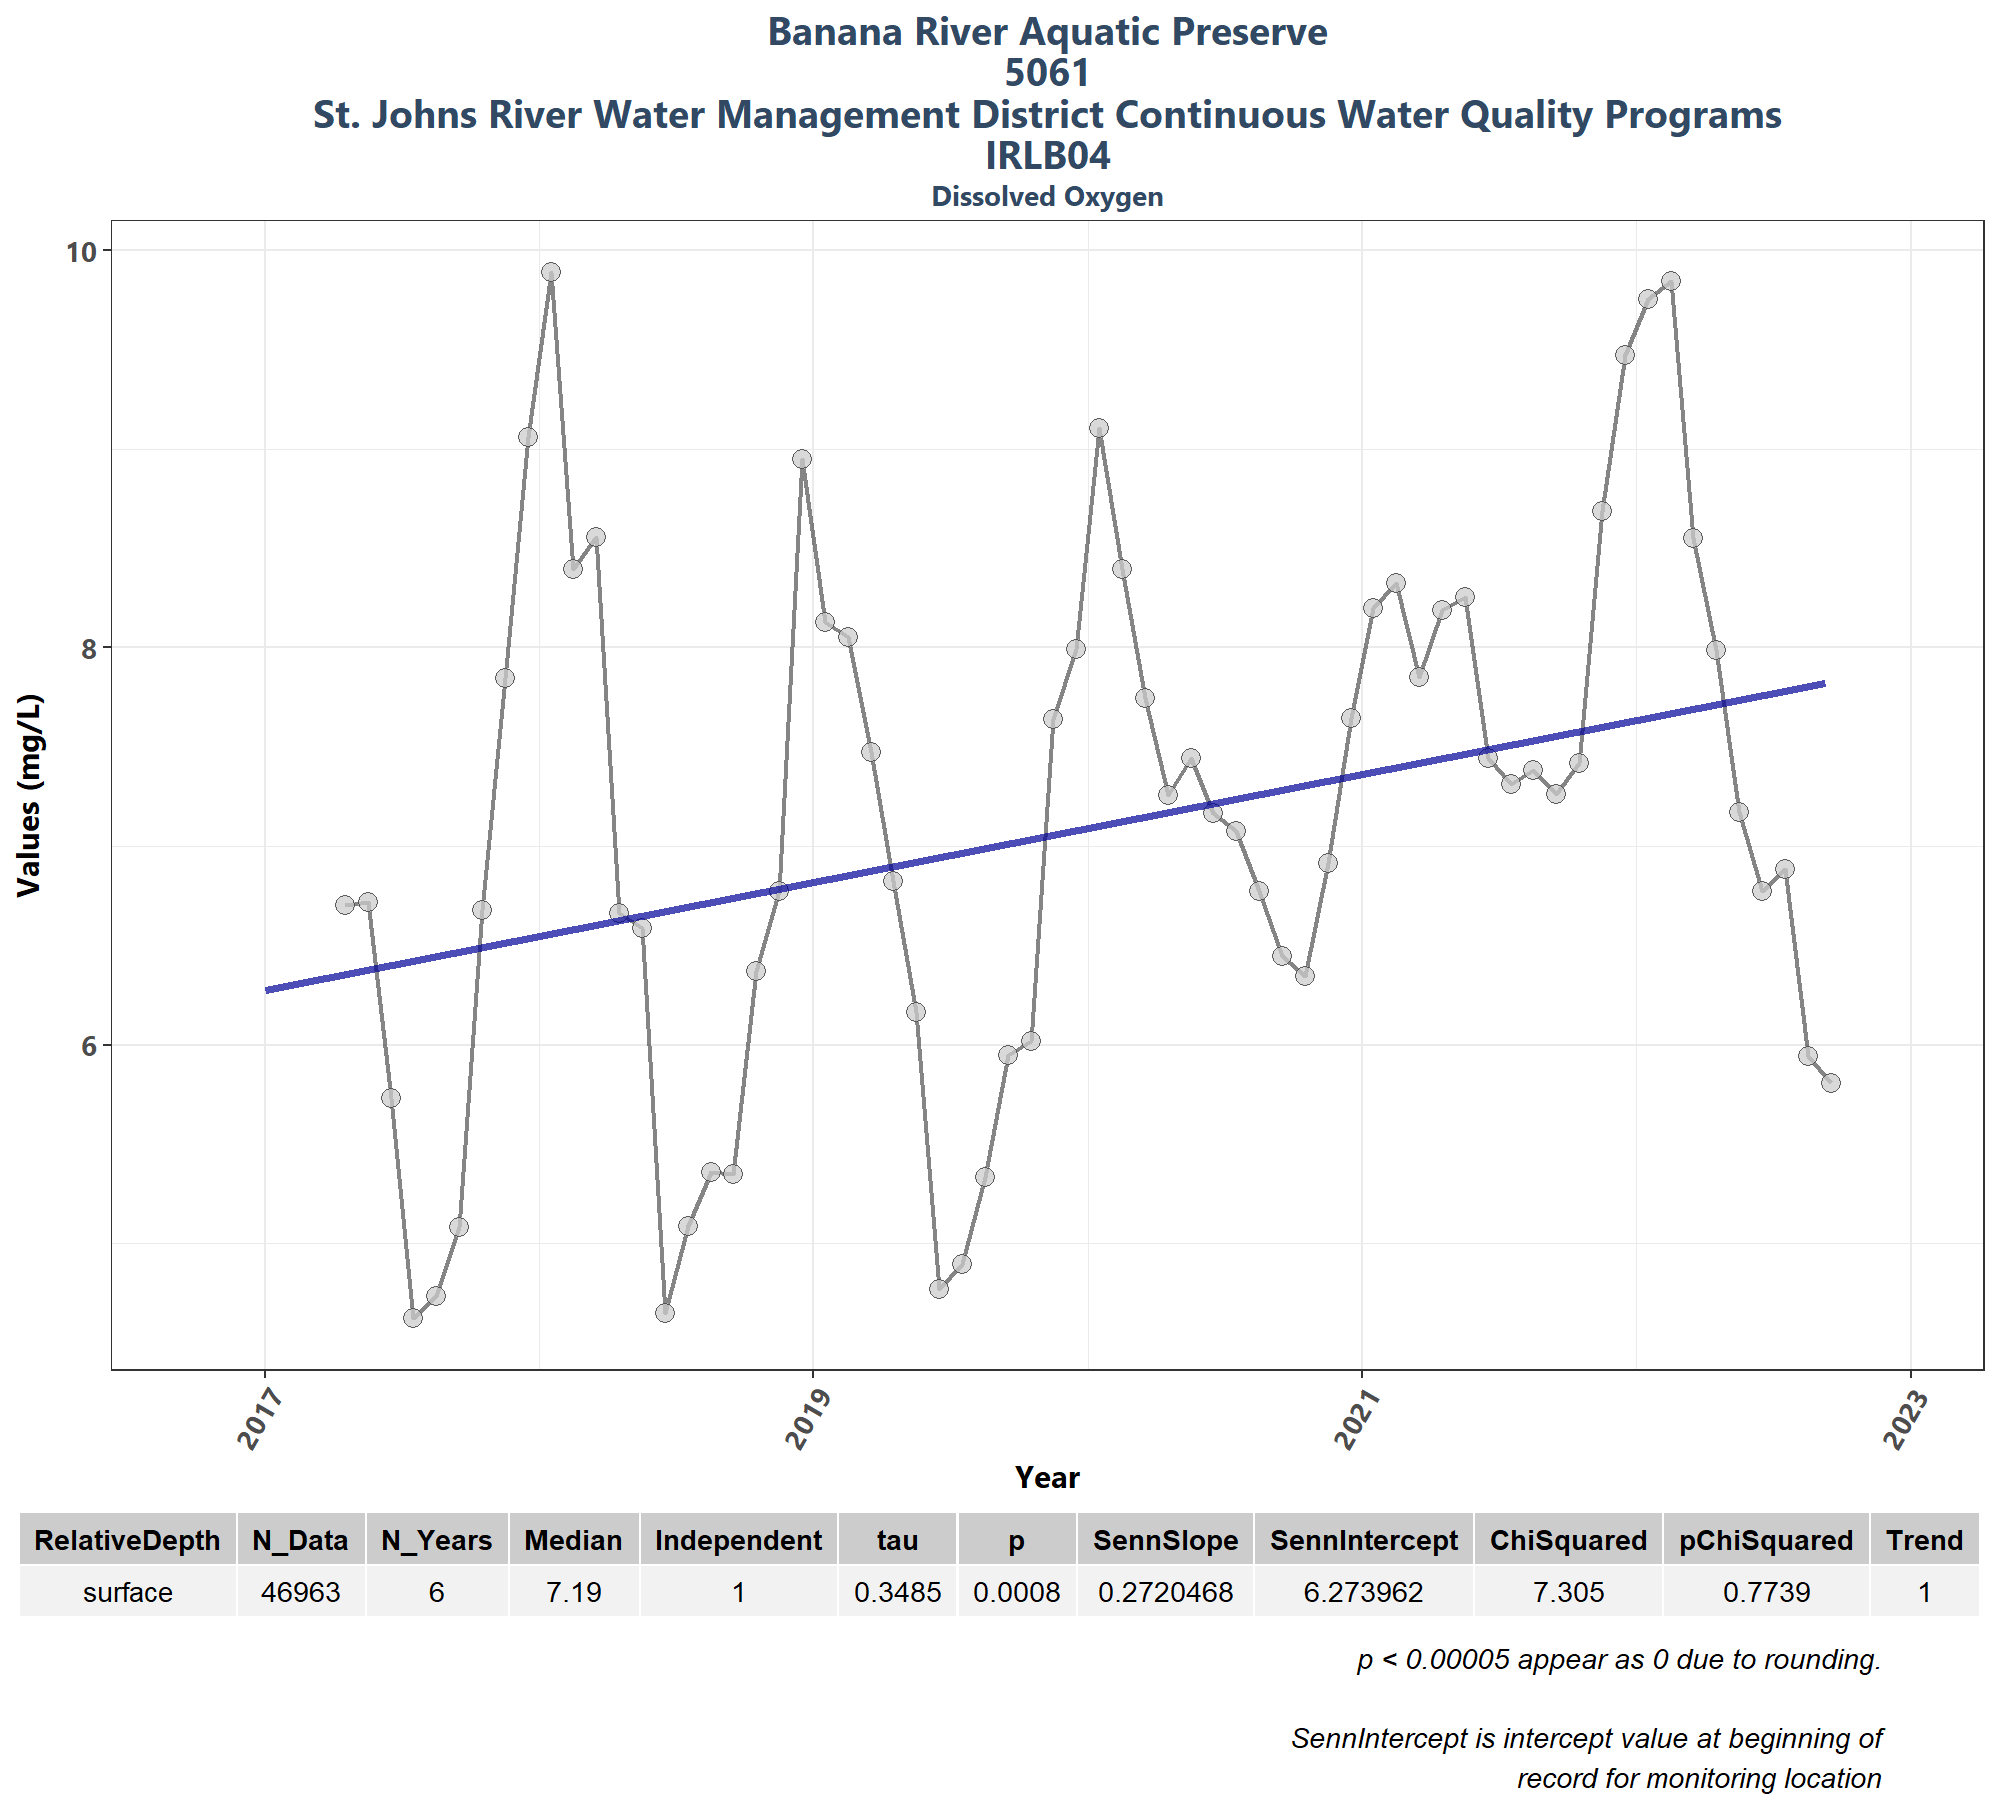 Banana River Aquatic Preserve
5061
St. Johns River Water Management District Continuous Water Quality Programs
IRLB04
Dissolved Oxygen
10
8
6
Values (mg/L)
2017
2019
2021
2023
Year
RelativeDepth N_Data N_Years Median Independent tau p SennSlope SennIntercept ChiSquared pChiSquared Trend
surface 46963 6 7.19 1 0.3485 0.0008 0.2720468 6.273962 7.305 0.7739 1
p < 0.00005 appear as 0 due to rounding.
SennIntercept is intercept value at beginning of
record for monitoring location